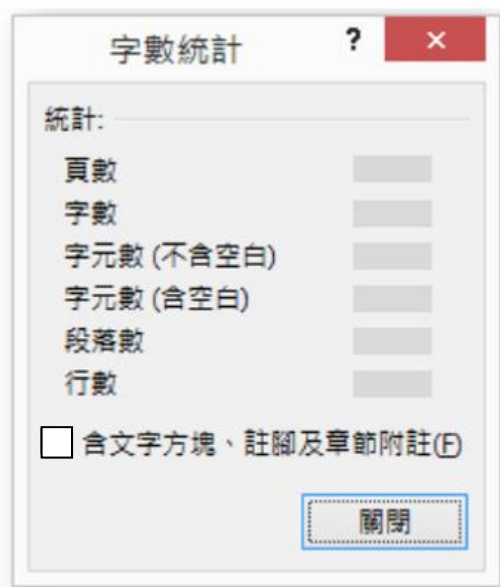 字數統計 ? ×
統計:
頁數
字數
字元數 (不含空白)
字元數 (含空白)
段落數
行數
含文字方塊、註腳及章節附註(F)
關閉